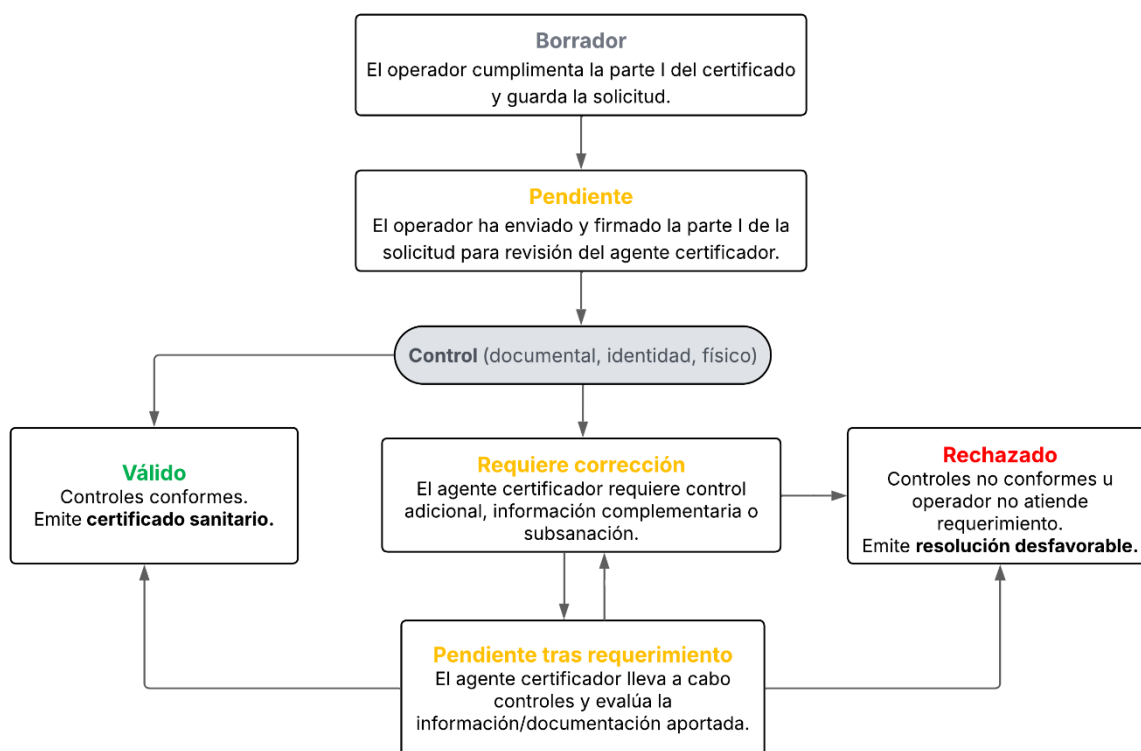 Borrador
El operador cumplimenta la parte I del certificado
y guarda la solicitud.
Pendiente
El operador ha enviado y firmado la parte I de la
solicitud para revisión del agente certificador.
Control (documental, identidad, físico)
Válido
Controles conformes.
Emite certificado sanitario.
Requiere corrección
El agente certificador requiere control
adicional, información complementaria o
subsanación.
Rechazado
Controles no conformes u
operador no atiende
requerimiento.
Emite resolución desfavorable.
Pendiente tras requerimiento
El agente certificador lleva a cabo
controles y evalúa la
información/documentación aportada.